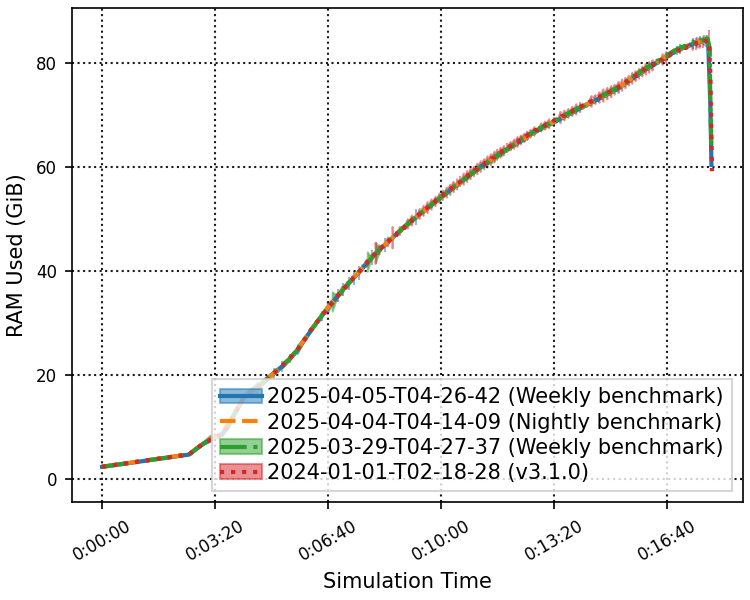 80
60
40
20
0
RAM Used (GiB)
2025-04-05-T04-26-42 (Weekly benchmark)
2025-04-04-T04-14-09 (Nightly benchmark)
2025-03-29-T04-27-37 (Weekly benchmark)
2024-01-01-T02-18-28 (v3.1.0)
0:00:00
0:03:20
0:06:40
0:10:00
0:13:20
0:16:40
Simulation Time